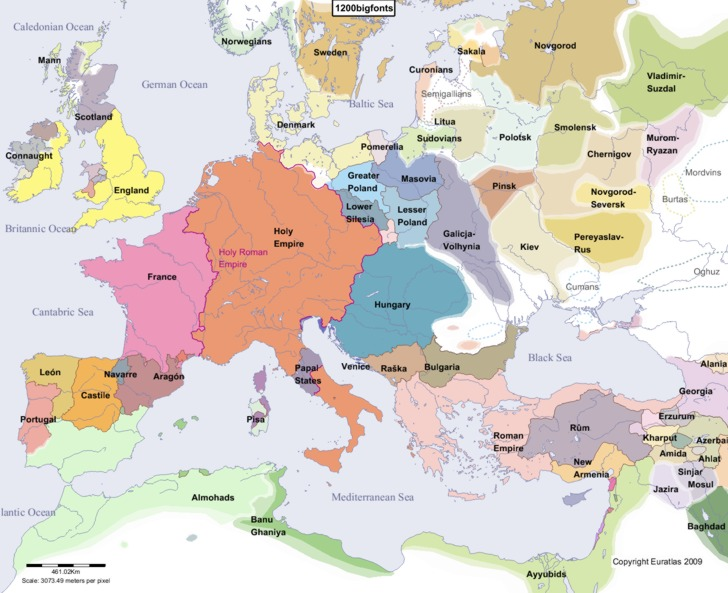 1200bigfonts
Caledonian Ocean
Norwegians
Sweden
Novgorod
Sakala
Mann
Curonians
Vladimir-
Suzdal
German Ocean
Semigallians
Baltic Sea
Scotland
Denmark
Litua
Smolensk
Sudovians
Polotsk
Murom-
Ryazan
Pomerelia
Connaught
Chernigov
Mordvins
Greater
Poland
Masovia
England
Pinsk
Novgorod-
Seversk
Burtas
Lower
Silesia
Lesser
Poland
Britannic Ocean
Holy
Empire
Galicja-
Volhynia
Kiev
Pereyaslav-
Rus
Holy Roman
Empire
France
Oghuz
Cumans
Hungary
Cantabric Sea
Black Sea
León
Navarre
Aragón
Papal
States
Venice
Raška
Bulgaria
Alania
Castile
Georgia
Portugal
Pisa
Erzurum
Rûm
Roman
Empire
Kharput
Azerbai
Amida
Ahlat
New
Armenia
Sinjar
Mosul
Jazira
Almohads
Mediterranean Sea
lantic Ocean
Banu
Ghaniya
Baghdad
Copyright Euratlas 2009
461.02Km
Scale: 3073.49 meters per pixel
Ayyubids